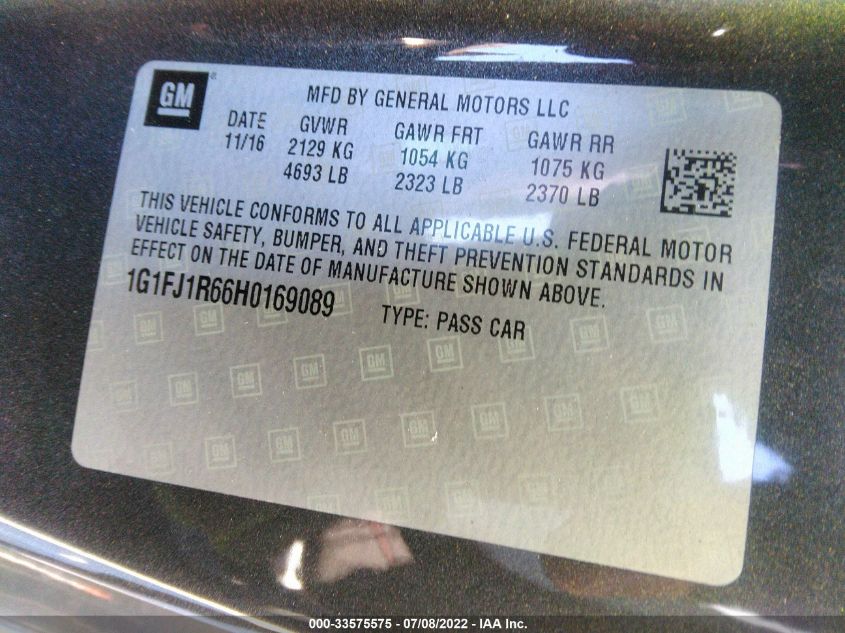 GM
MFD BY GENERAL MOTORS LLC
DATE GVWR GAWR FRT GAWR RR
11/16 2129 KG 1054 KG 1075 KG
4693 LB 2323 LB 2370 LB
THIS VEHICLE CONFORMS TO ALL APPLICABLE U.S. FEDERAL MOTOR
VEHICLE SAFETY, BUMPER, AND THEFT PREVENTION STANDARDS IN
EFFECT ON THE DATE OF MANUFACTURE SHOWN ABOVE.
1G1FJ1R66H0169089 TYPE: PASS CAR
000-33575575 - 07/08/2022 - IAA Inc.